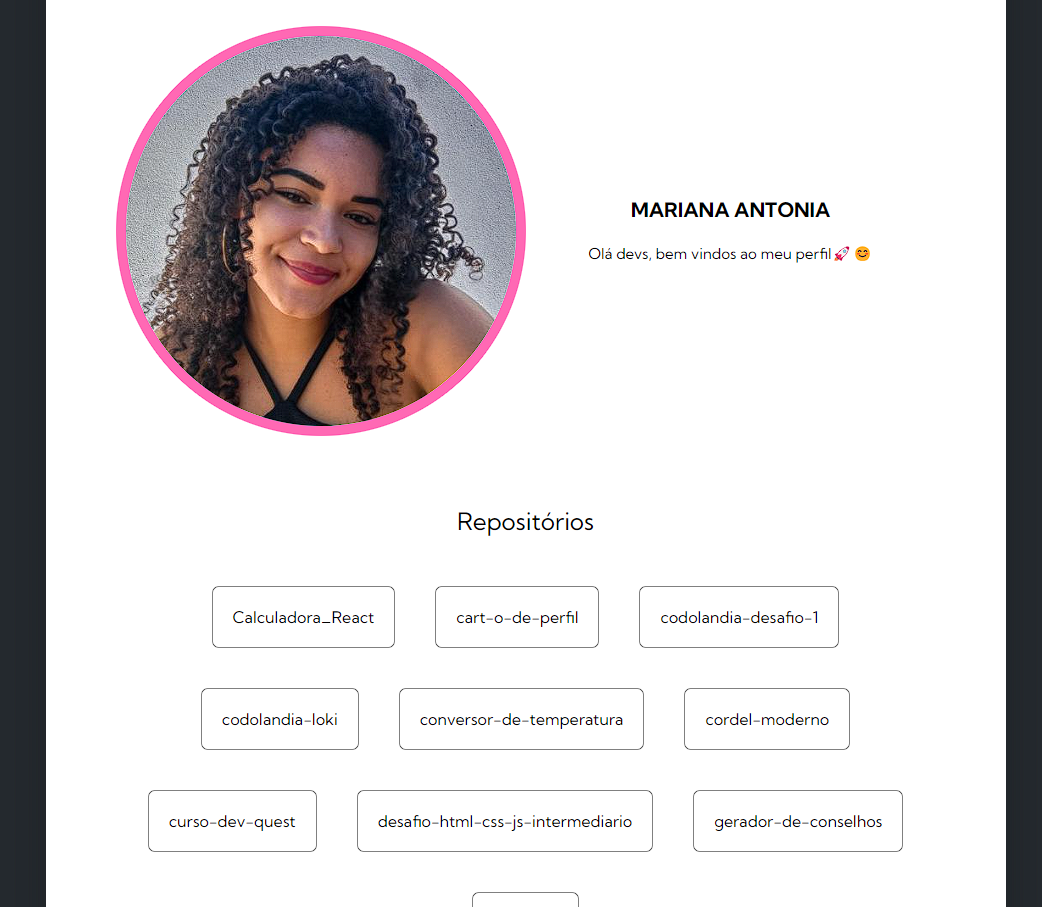 MARIANA ANTONIA
Olá devs, bem vindos ao meu perfil🚀 😊
Repositórios
Calculadora_React
cart-o-de-perfil
codolandia-desafio-1
codolandia-loki
conversor-de-temperatura
cordel-moderno
curso-dev-quest
desafio-html-css-js-intermediario
gerador-de-conselhos